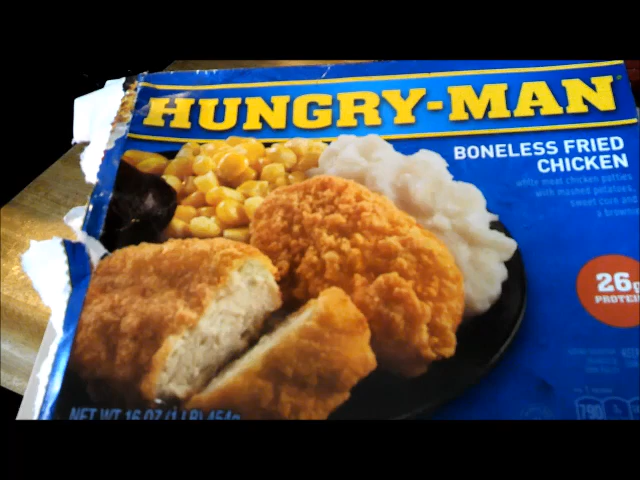 HUNGRY-MAN
BONELESS FRIED
CHICKEN
white meat chicken patties
with mashed potatoes,
sweet corn and
a brownie
26g
PROTEIN
NET WT 16 OZ (1 LB) 454g
790